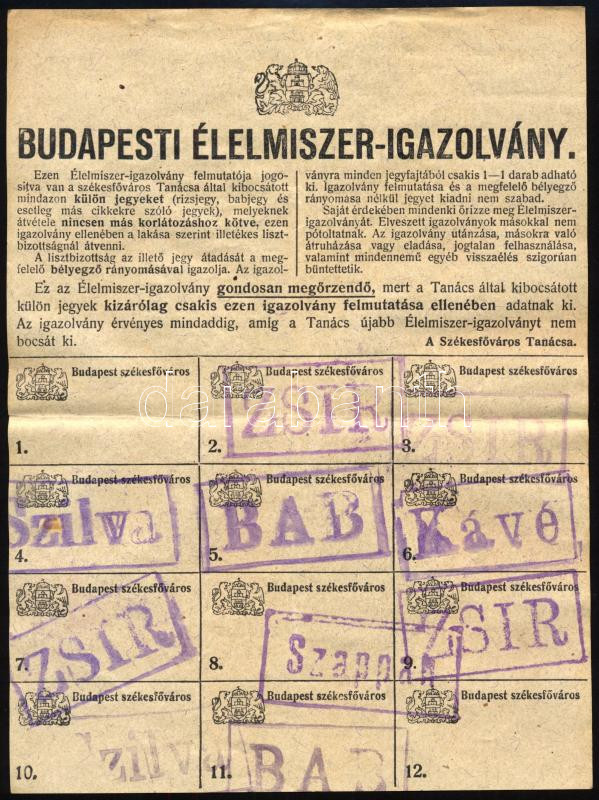 BUDAPESTI ÉLELMISZER-IGAZOLVÁNY.
Ezen Élelmiszer-igazolvány felmutatója jogo-
sitva van a székesfőváros Tanácsa által kibocsátott
mindazon külön jegyeket (rizsjegy, babjegy és
esetleg más cikkekre szóló jegyek), melyeknek
átvétele nincsen más korlátozáshoz kötve, ezen
igazolvány ellenében a lakása szerint illetékes liszt-
bizottságnál átvenni.
A lisztbizottság az illető jegy átadását a meg-
felelő bélyegző rányomásával igazolja. Az igazol-
ványra minden jegyfajtából csakis 1—1 darab adható
ki. Igazolvány felmutatása és a megfelelő bélyegző
rányomása nélkül jegyet kiadni nem szabad.
Saját érdekében mindenki őrizze meg Élelmiszer-
igazolványát. Elveszett igazolványok másokkal nem
pótolhatók. Az igazolvány utánzása, másokra való
átruházása vagy eladása, jogtalan felhasználása,
valamint mindennemű egyéb visszaélés szigorúan
büntettetik.
Ez az Élelmiszer-igazolvány gondosan megőrzendő, mert a Tanács által kibocsátott
külön jegyek kizárólag csakis ezen igazolvány felmutatása ellenében adatnak ki.
Az igazolvány érvényes mindaddig, amig a Tanács újabb Élelmiszer-igazolványt nem
bocsát ki.
A Székesfőváros Tanácsa.
Budapest székesfőváros
1.
Budapest székesfőváros
ZSIR
2.
Budapest székesfőváros
ZSIR
3.
darabanth
Budapest székesfőváros
Szilva
4.
Budapest székesfőváros
BAB
5.
Budapest székesfőváros
Kávé
6.
Budapest székesfőváros
ZSIR
7.
Budapest székesfőváros
Szappan
8.
Budapest székesfőváros
ZSIR
9.
Budapest székesfőváros
Szilva
10.
Budapest székesfőváros
BAB
11.
Budapest székesfőváros
12.